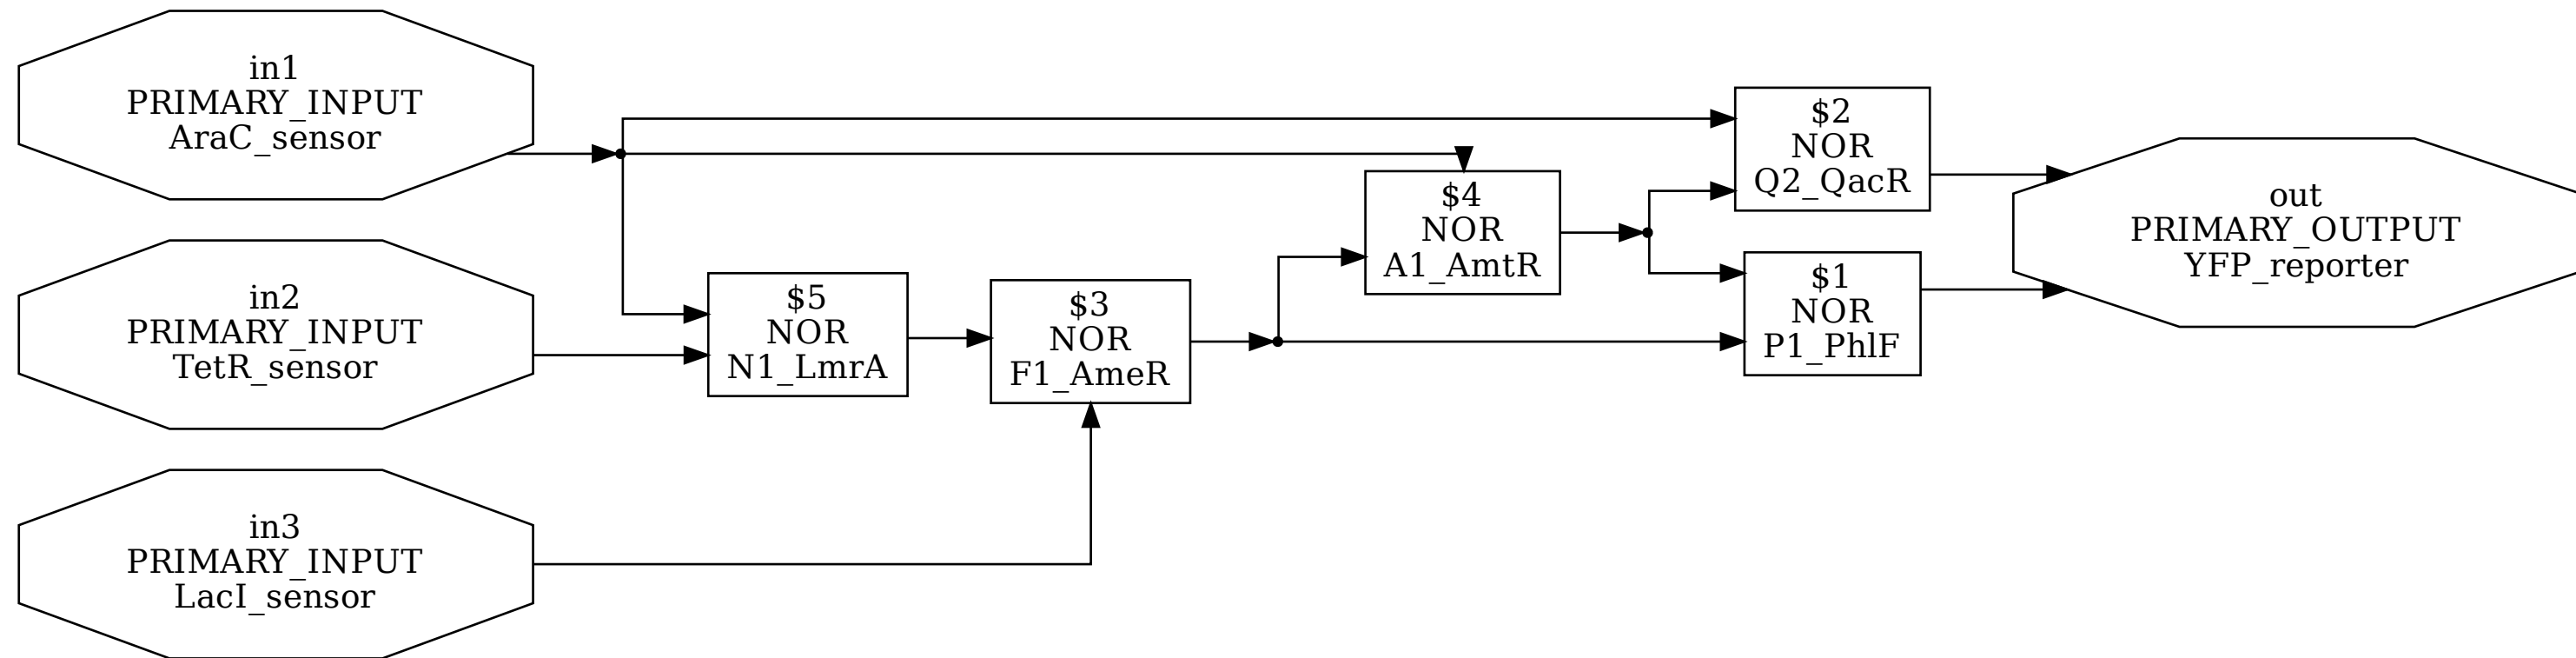 in1
PRIMARY_INPUT
AraC_sensor
in2
PRIMARY_INPUT
TetR_sensor
in3
PRIMARY_INPUT
LacI_sensor
$5
NOR
N1_LmrA
$3
NOR
F1_AmeR
$4
NOR
A1_AmtR
$2
NOR
Q2_QacR
$1
NOR
P1_PhlF
out
PRIMARY_OUTPUT
YFP_reporter